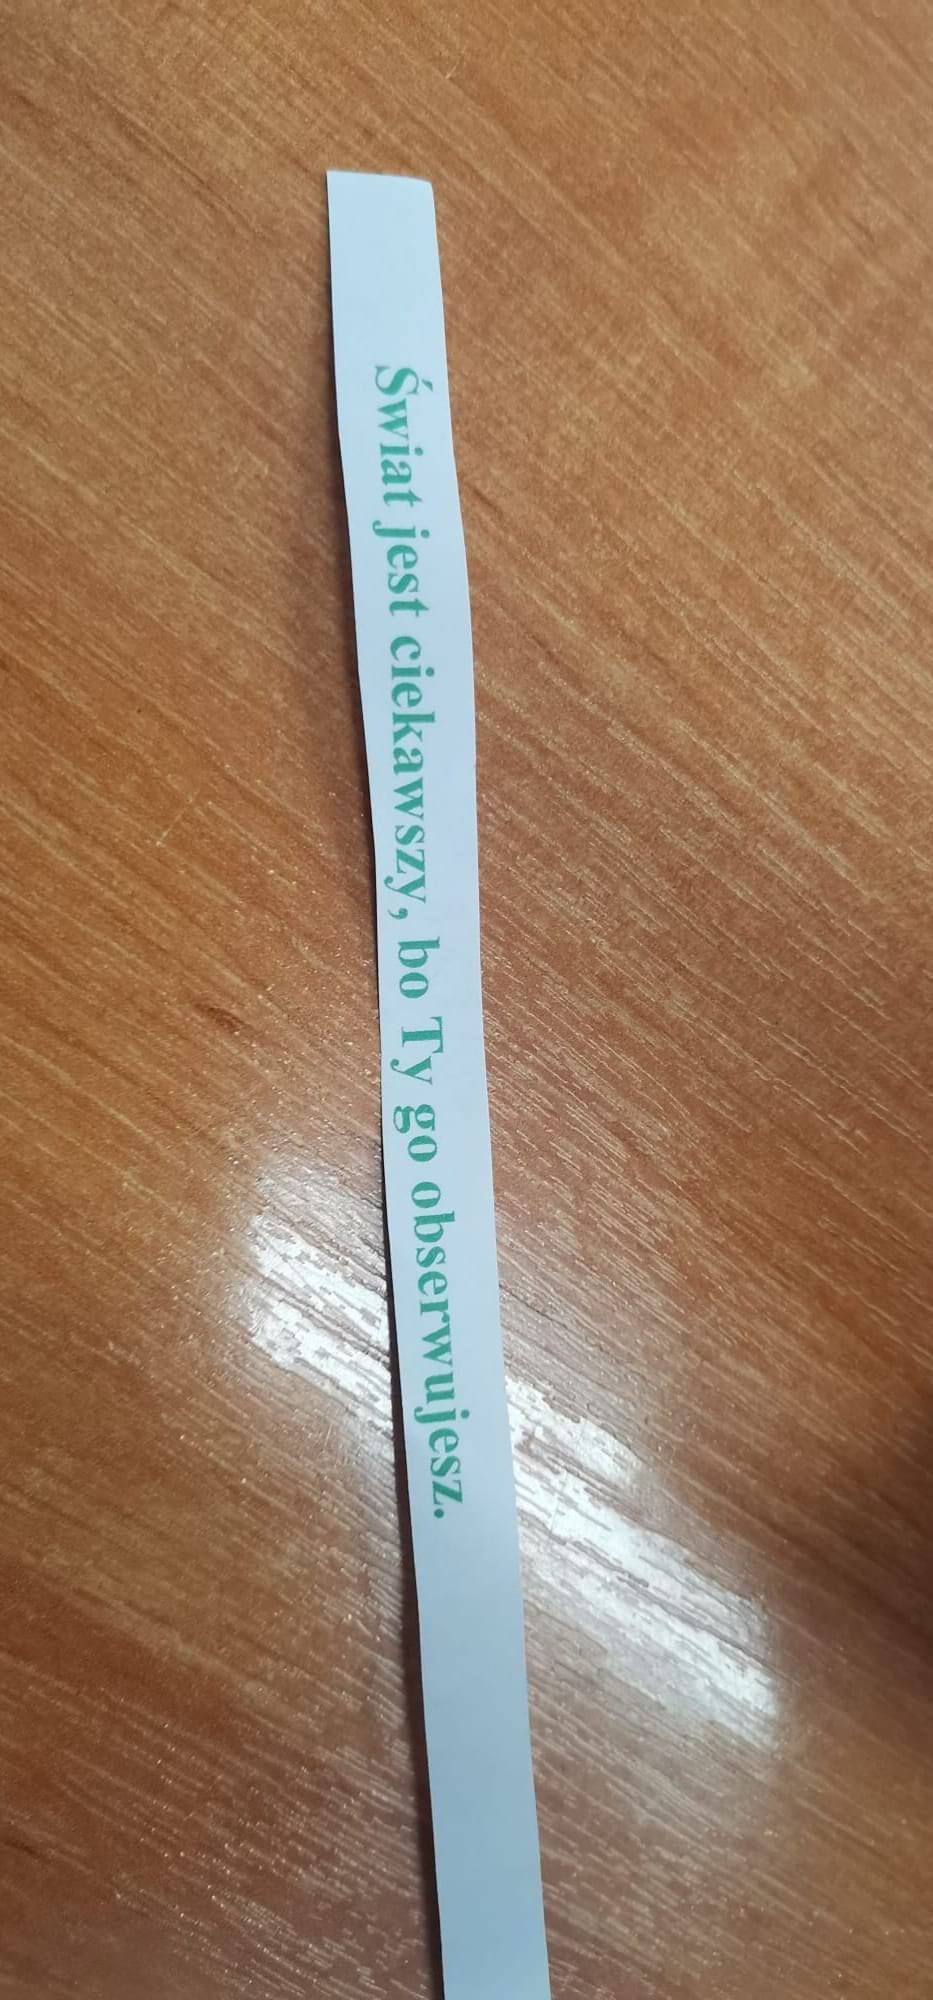 Świat jest ciekawszy, bo Ty go obserwujesz.